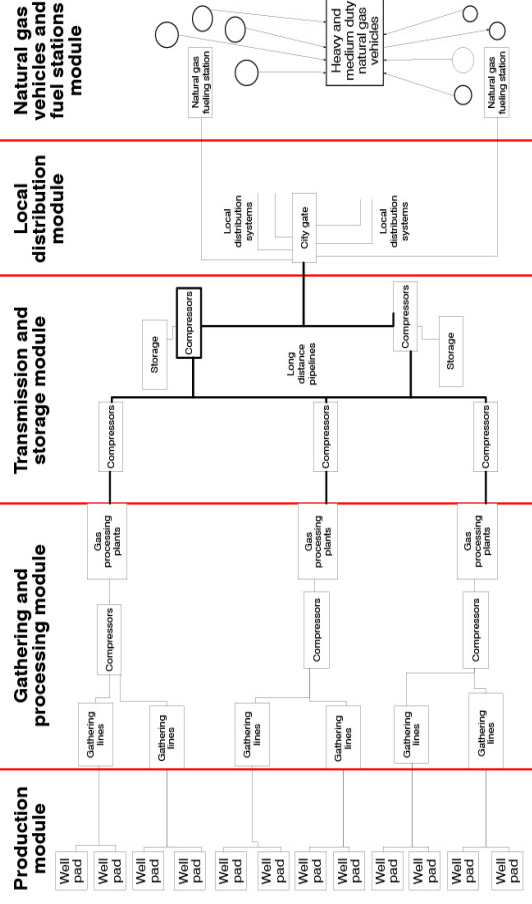 Production
module
Well
pad
Well
pad
Well
pad
Well
pad
Well
pad
Well
pad
Well
pad
Well
pad
Well
pad
Well
pad
Well
pad
Well
pad
Gathering and
processing module
Gathering
lines
Gathering
lines
Gathering
lines
Gathering
lines
Gathering
lines
Gathering
lines
Compressors
Compressors
Compressors
Gas
processing
plants
Gas
processing
plants
Gas
processing
plants
Transmission and
storage module
Compressors
Compressors
Compressors
Storage
Compressors
Long
distance
pipelines
Compressors
Storage
Local
distribution
module
Local
distribution
systems
City gate
Local
distribution
systems
Natural gas
vehicles and
fuel stations
module
Natural gas
fueling station
Heavy and
medium duty
natural gas
vehicles
Natural gas
fueling station